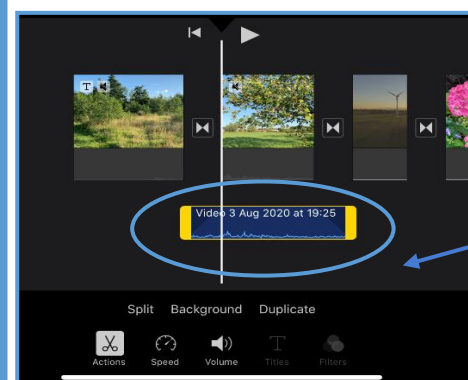 T
Video 3 Aug 2020 at 19:25
Split Background Duplicate
T
Actions Speed Volume Titles Filters